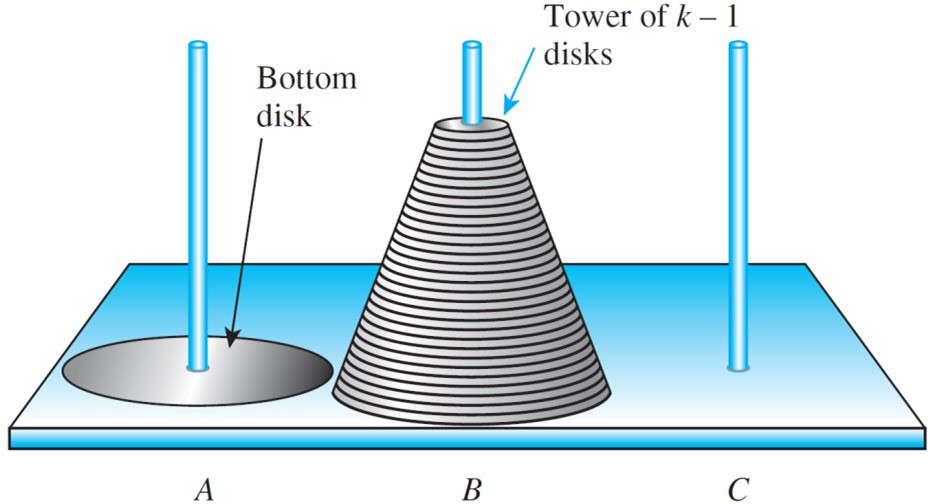 Tower of k – 1
disks
Bottom
disk
A
B
C